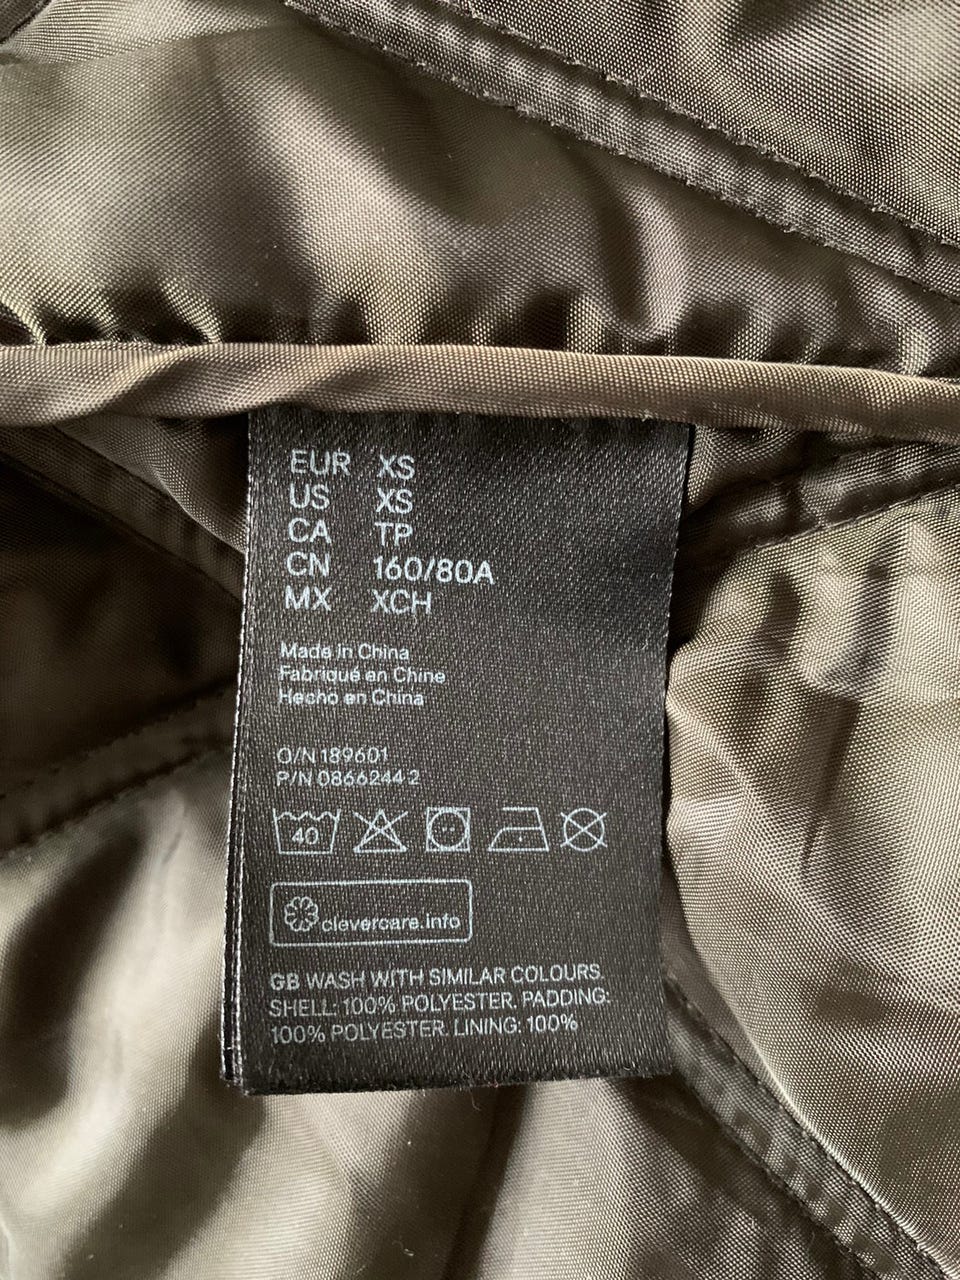 EUR XS
US XS
CA TP
CN 160/80A
MX XCH
Made in China
Fabriqué en Chine
Hecho en China
O/N 189601
P/N 0866244 2
40
clevercare.info
GB WASH WITH SIMILAR COLOURS.
SHELL: 100% POLYESTER. PADDING:
100% POLYESTER. LINING: 100%